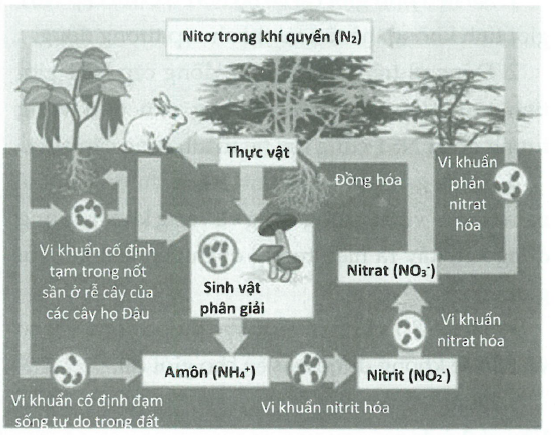 Nitơ trong khí quyển (N₂)
Thực vật
Đồng hóa
Vi khuẩn
phản
nitrat
hóa
Vi khuẩn cố định
tạm trong nốt
sần ở rễ cây của
các cây họ Đậu
Sinh vật
phân giải
Nitrat (NO₃⁻)
Vi khuẩn
nitrat hóa
Amôn (NH₄⁺)
Nitrit (NO₂⁻)
Vi khuẩn cố định đạm
sống tự do trong đất
Vi khuẩn nitrit hóa